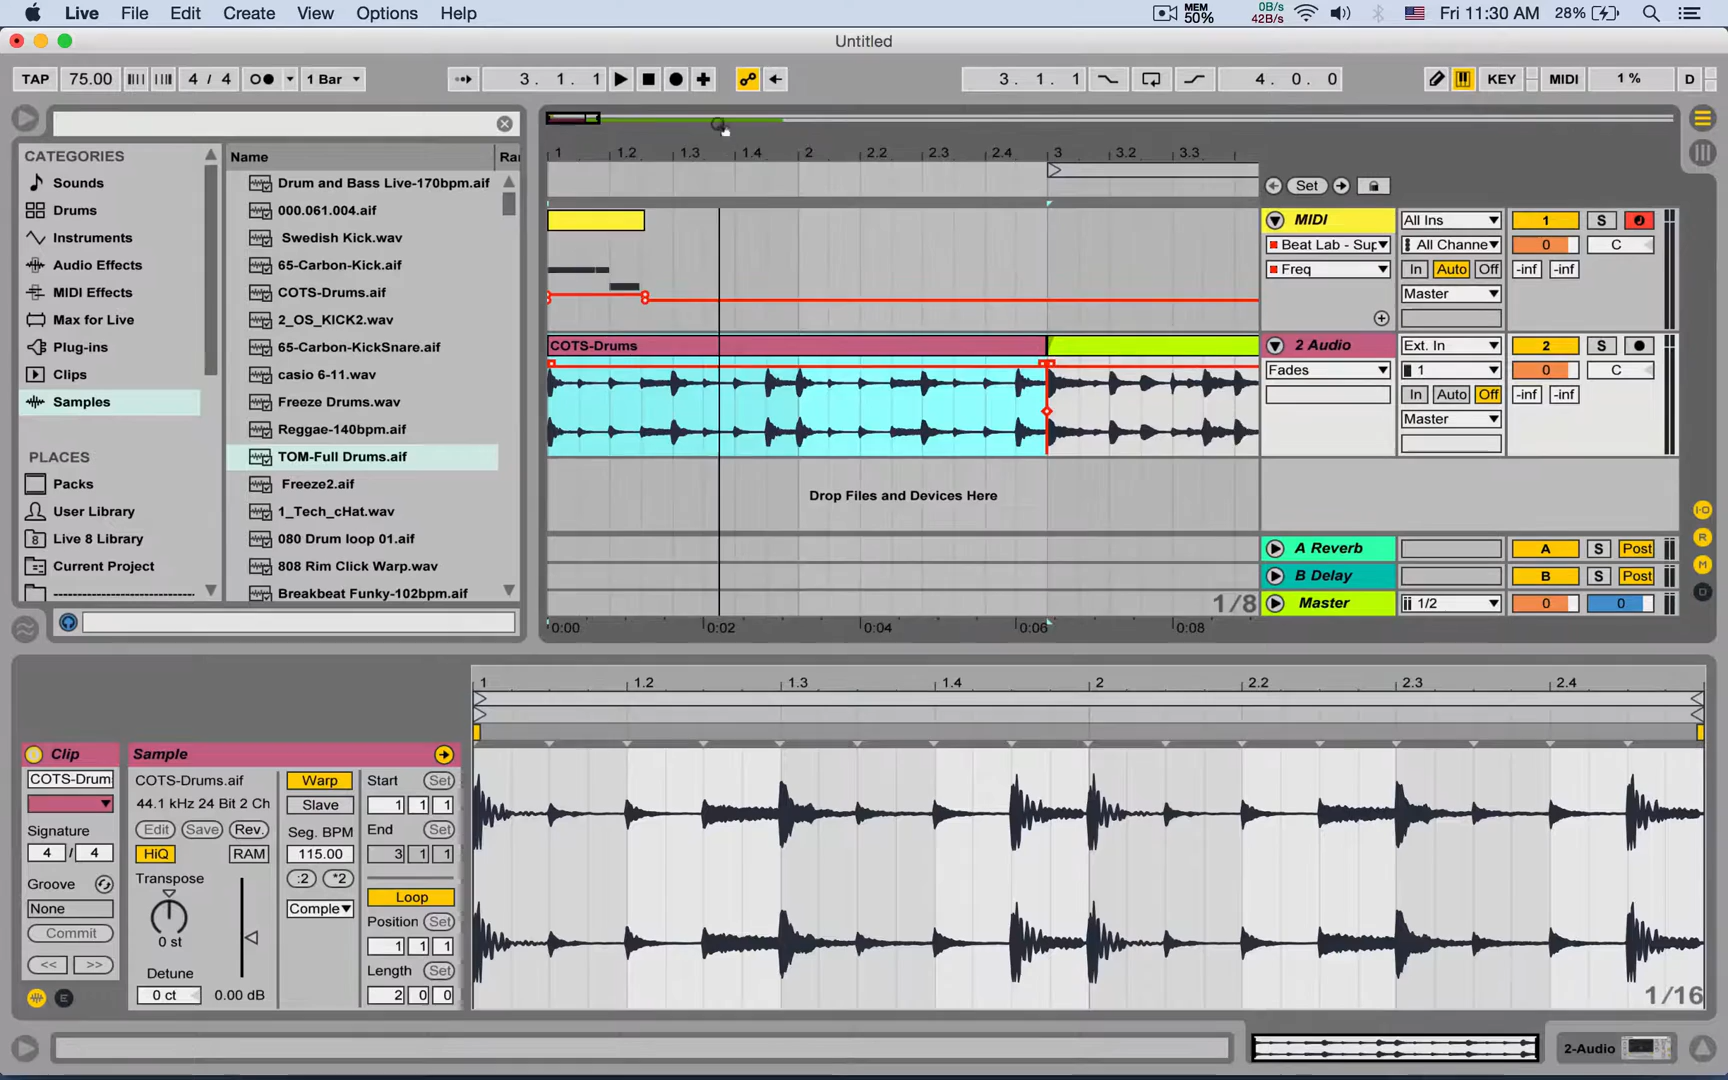 Live File Edit Create View Options Help MEM 50% 0B/s 42B/s Fri 11:30 AM 28%
Untitled
TAP 75.00 4 / 4 1 Bar 3. 1. 1 3. 1. 1 4. 0. 0 KEY MIDI 1 % D
CATEGORIES
Sounds
Drums
Instruments
Audio Effects
MIDI Effects
Max for Live
Plug-ins
Clips
Samples
PLACES
Packs
User Library
Live 8 Library
Current Project
Name Ran
Drum and Bass Live-170bpm.aif
000.061.004.aif
Swedish Kick.wav
65-Carbon-Kick.aif
COTS-Drums.aif
2_OS_KICK2.wav
65-Carbon-KickSnare.aif
casio 6-11.wav
Freeze Drums.wav
Reggae-140bpm.aif
TOM-Full Drums.aif
Freeze2.aif
1_Tech_cHat.wav
080 Drum loop 01.aif
808 Rim Click Warp.wav
Breakbeat Funky-102bpm.aif
1 1.2 1.3 1.4 2 2.2 2.3 2.4 3 3.2 3.3
Set
MIDI All Ins 1 S
Beat Lab - Sup All Channe 0 C
Freq In Auto Off -inf -inf
Master
COTS-Drums
2 Audio Ext. In 2 S
Fades 1 0 C
In Auto Off -inf -inf
Master
Drop Files and Devices Here
A Reverb A S Post
B Delay B S Post
1/8 Master 1/2 0 0
0:00 0:02 0:04 0:06 0:08
I·O
R
M
D
1 1.2 1.3 1.4 2 2.2 2.3 2.4
Clip
COTS-Drum
Signature
4 / 4
Groove
None
Commit
<< >>
E
Sample
COTS-Drums.aif
44.1 kHz 24 Bit 2 Ch
Edit Save Rev.
HiQ RAM
Transpose
0 st
Detune
0 ct 0.00 dB
Warp
Slave
Seg. BPM
115.00
:2 *2
Comple
Start Set
1 1 1
End Set
3 1 1
Loop
Position Set
1 1 1
Length Set
2 0 0
1/16
2-Audio